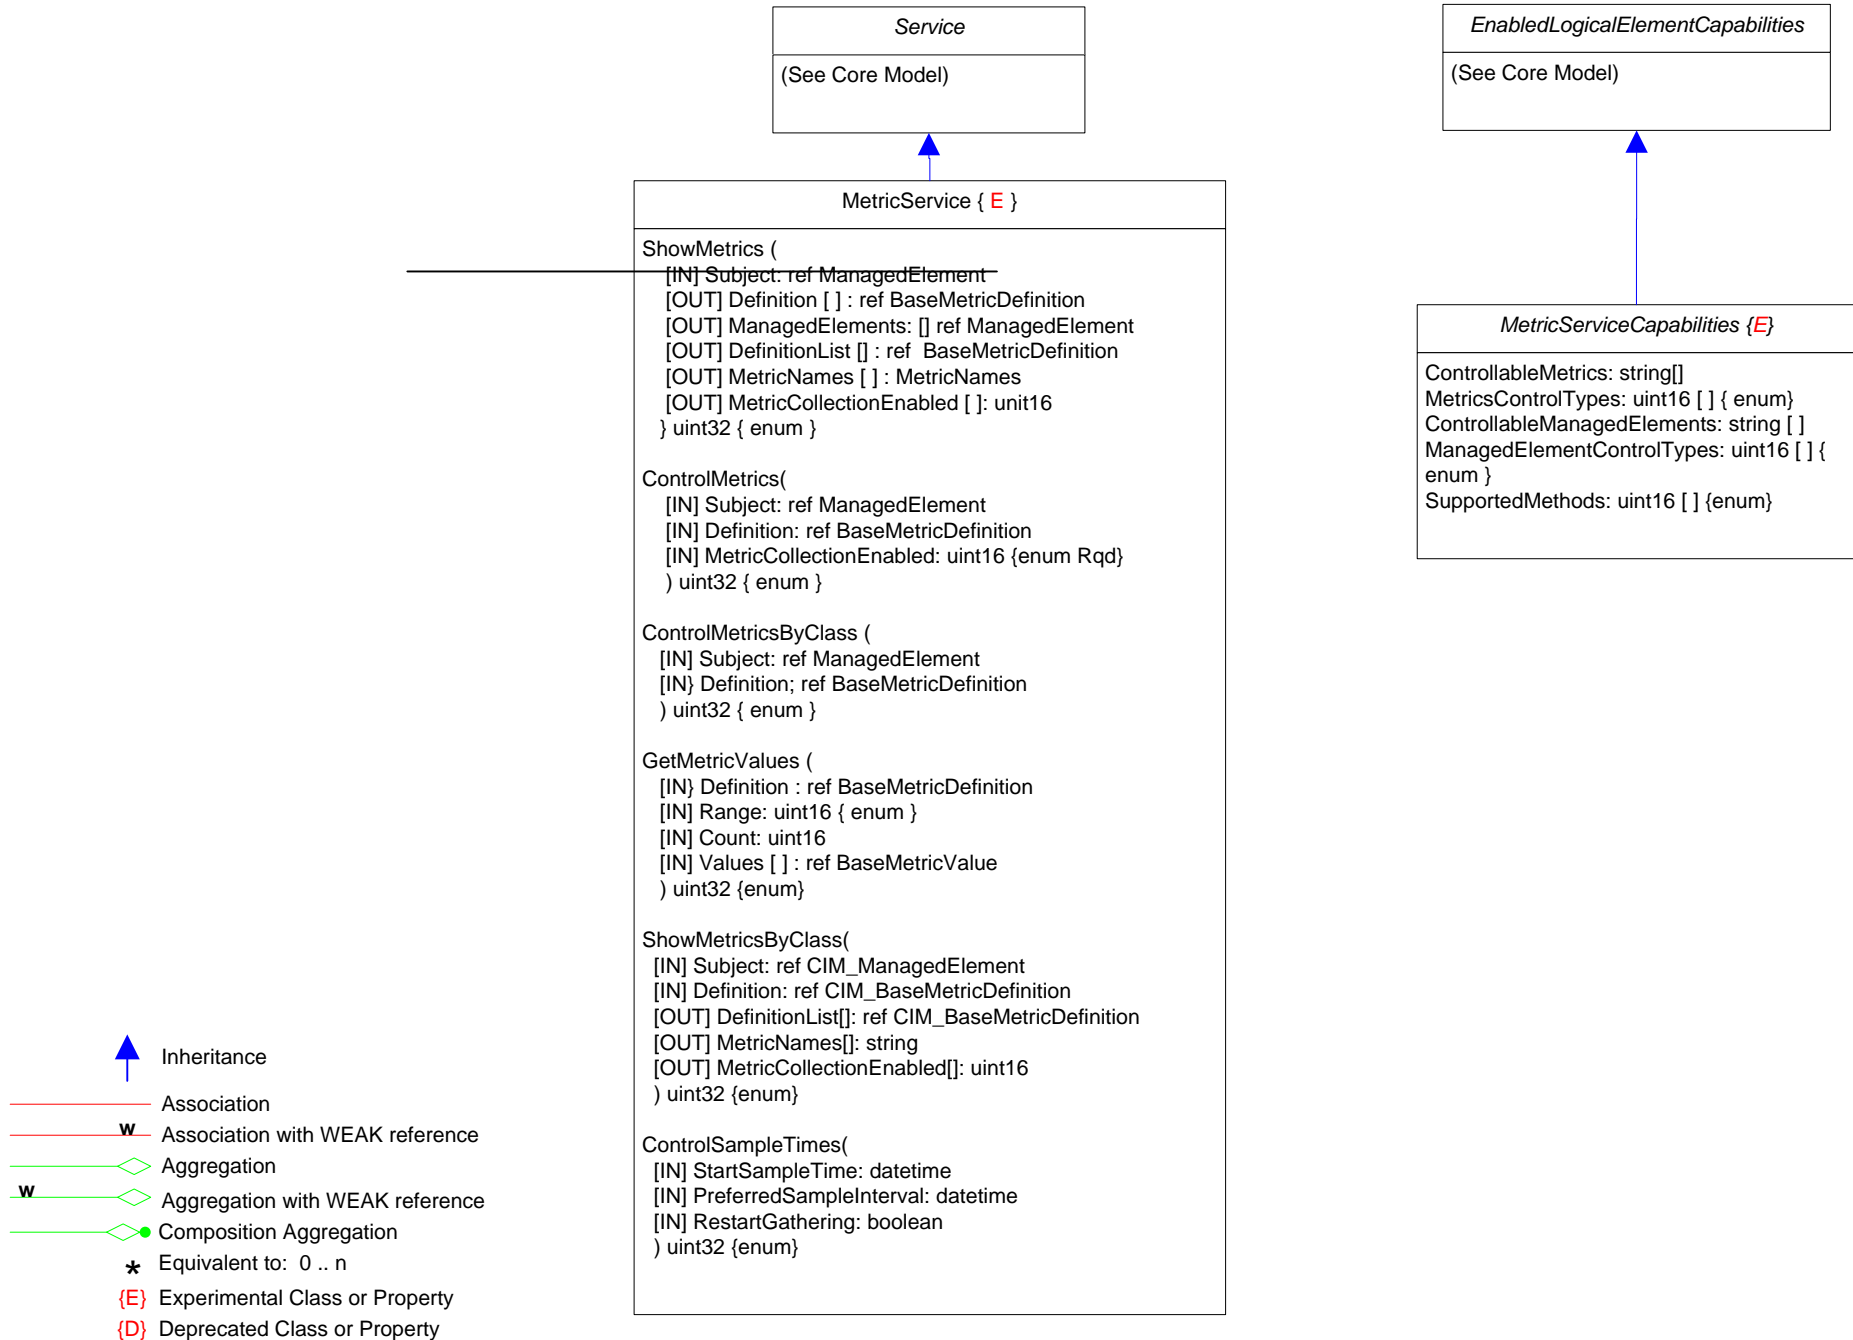 Service
(See Core Model)
EnabledLogicalElementCapabilities
(See Core Model)
MetricService { E }
ShowMetrics (
[IN] Subject: ref ManagedElement
[OUT] Definition [ ] : ref BaseMetricDefinition
[OUT] ManagedElements: [] ref ManagedElement
[OUT] DefinitionList [] : ref  BaseMetricDefinition
[OUT] MetricNames [ ] : MetricNames
[OUT] MetricCollectionEnabled [ ]: unit16
} uint32 { enum }
ControlMetrics(
[IN] Subject: ref ManagedElement
[IN] Definition: ref BaseMetricDefinition
[IN] MetricCollectionEnabled: uint16 {enum Rqd}
) uint32 { enum }
ControlMetricsByClass (
[IN] Subject: ref ManagedElement
[IN} Definition; ref BaseMetricDefinition
) uint32 { enum }
GetMetricValues (
[IN} Definition : ref BaseMetricDefinition
[IN] Range: uint16 { enum }
[IN] Count: uint16
[IN] Values [ ] : ref BaseMetricValue
) uint32 {enum}
ShowMetricsByClass(
[IN] Subject: ref CIM_ManagedElement
[IN] Definition: ref CIM_BaseMetricDefinition
[OUT] DefinitionList[]: ref CIM_BaseMetricDefinition
[OUT] MetricNames[]: string
[OUT] MetricCollectionEnabled[]: uint16
) uint32 {enum}
ControlSampleTimes(
[IN] StartSampleTime: datetime
[IN] PreferredSampleInterval: datetime
[IN] RestartGathering: boolean
) uint32 {enum}
MetricServiceCapabilities {E}
ControllableMetrics: string[]
MetricsControlTypes: uint16 [ ] { enum}
ControllableManagedElements: string [ ]
ManagedElementControlTypes: uint16 [ ] {
enum }
SupportedMethods: uint16 [ ] {enum}
Inheritance
Association
w Association with WEAK reference
Aggregation
w Aggregation with WEAK reference
Composition Aggregation
* Equivalent to:  0 .. n
{E} Experimental Class or Property
{D} Deprecated Class or Property